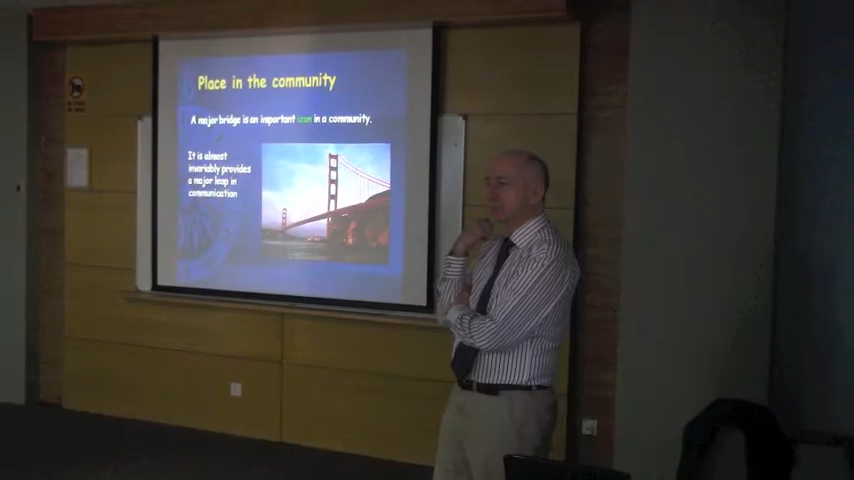 Place in the community
A major bridge is an important icon in a community.
It is almost
invariably provides
a major leap in
communication